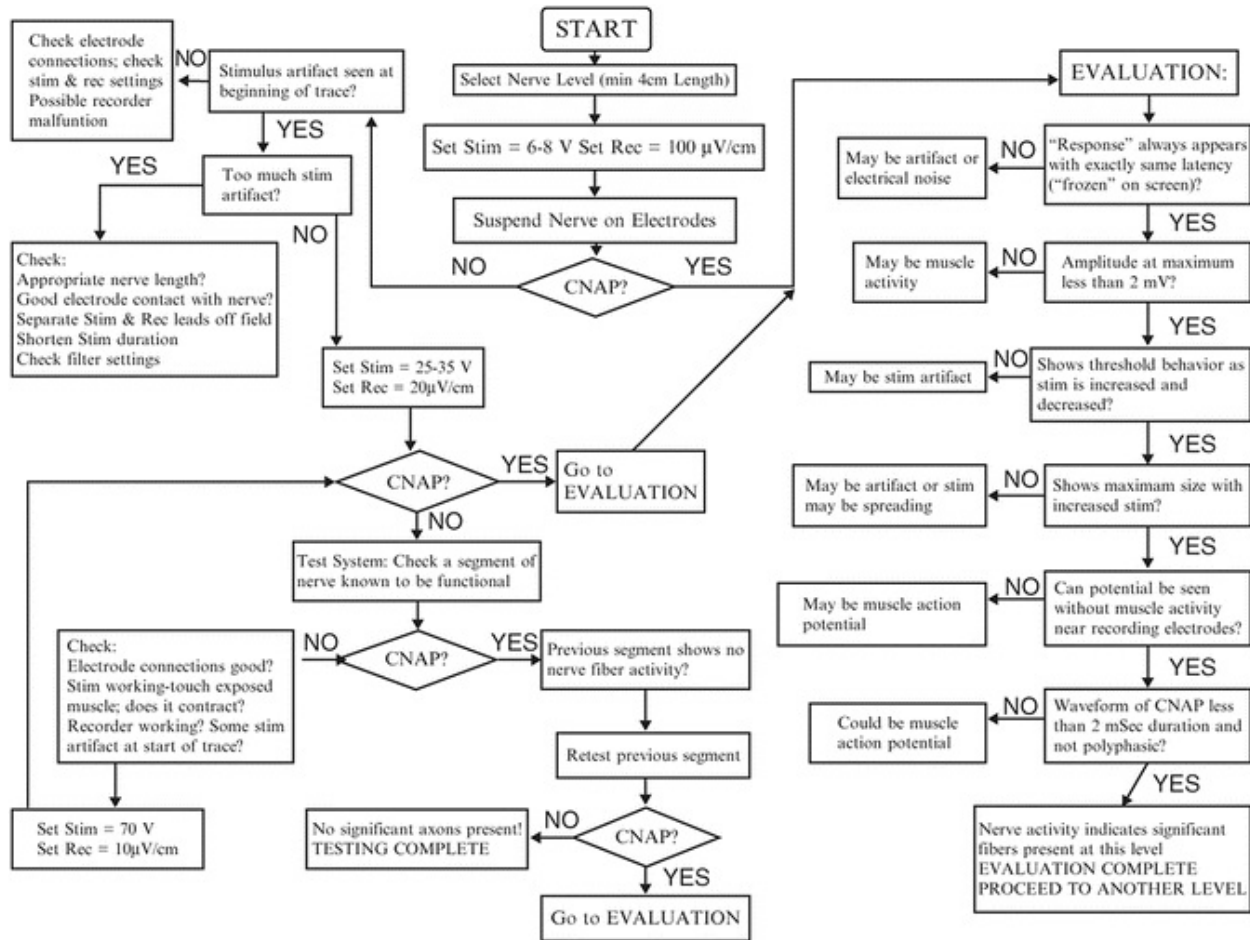 START
Select Nerve Level (min 4cm Length)
Set Stim = 6-8 V Set Rec = 100 µV/cm
Suspend Nerve on Electrodes
CNAP?
NO
YES
Check electrode
connections; check
stim & rec settings
Possible recorder
malfuntion
NO
Stimulus artifact seen at
beginning of trace?
YES
Too much stim
artifact?
YES
NO
Check:
Appropriate nerve length?
Good electrode contact with nerve?
Separate Stim & Rec leads off field
Shorten Stim duration
Check filter settings
Set Stim = 25-35 V
Set Rec = 20µV/cm
CNAP?
YES
Go to
EVALUATION
NO
Test System: Check a segment of
nerve known to be functional
CNAP?
NO
YES
Check:
Electrode connections good?
Stim working-touch exposed
muscle; does it contract?
Recorder working? Some stim
artifact at start of trace?
Set Stim = 70 V
Set Rec = 10µV/cm
Previous segment shows no
nerve fiber activity?
Retest previous segment
CNAP?
NO
No significant axons present!
TESTING COMPLETE
YES
Go to EVALUATION
EVALUATION:
“Response” always appears
with exactly same latency
(“frozen” on screen)?
NO
May be artifact or
electrical noise
YES
Amplitude at maximum
less than 2 mV?
NO
May be muscle
activity
YES
Shows threshold behavior as
stim is increased and
decreased?
NO
May be stim artifact
YES
Shows maximam size with
increased stim?
NO
May be artifact or stim
may be spreading
YES
Can potential be seen
without muscle activity
near recording electrodes?
NO
May be muscle action
potential
YES
Waveform of CNAP less
than 2 mSec duration and
not polyphasic?
NO
Could be muscle
action potential
YES
Nerve activity indicates significant
fibers present at this level
EVALUATION COMPLETE
PROCEED TO ANOTHER LEVEL